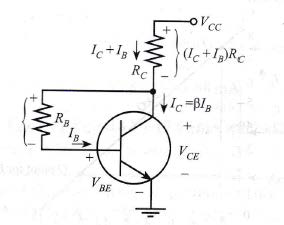 V_CC
+
I_C + I_B
R_C
(I_C + I_B)R_C
−
+
R_B
−
I_B
+
I_C = βI_B
+
V_CE
−
V_BE
−